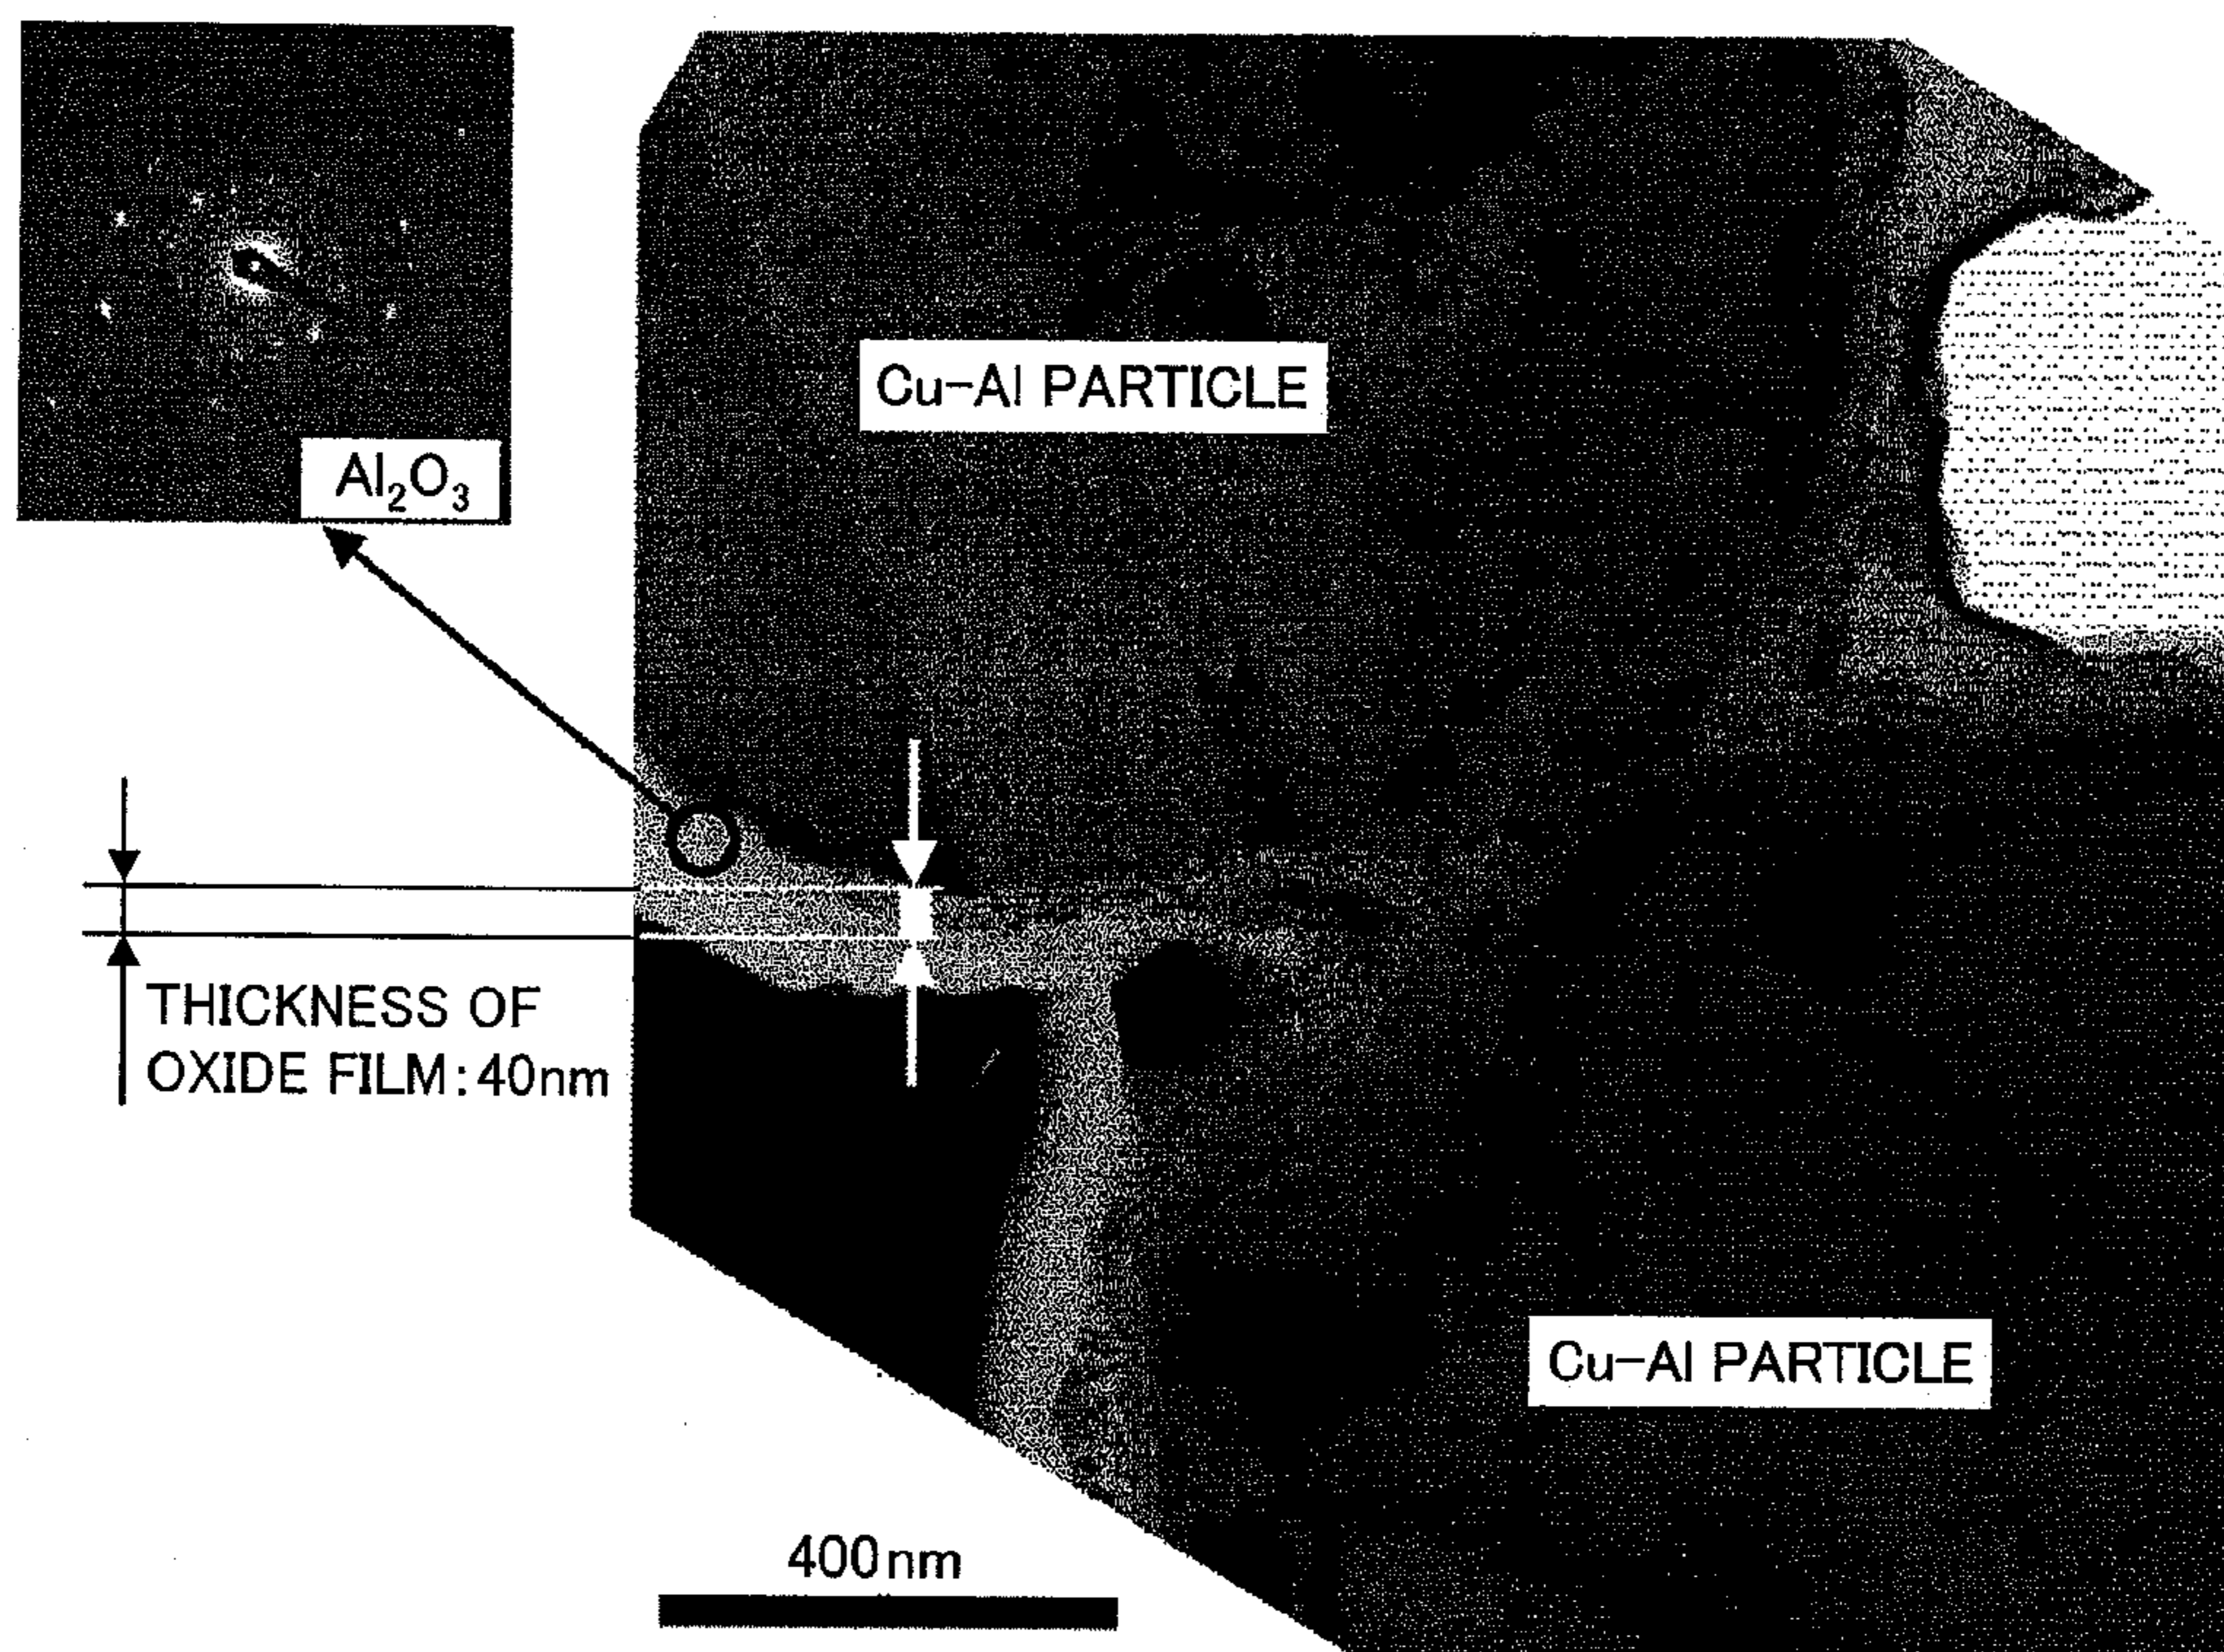 Cu-Al PARTICLE
Al₂O₃
THICKNESS OF
OXIDE FILM: 40nm
Cu-Al PARTICLE
400nm